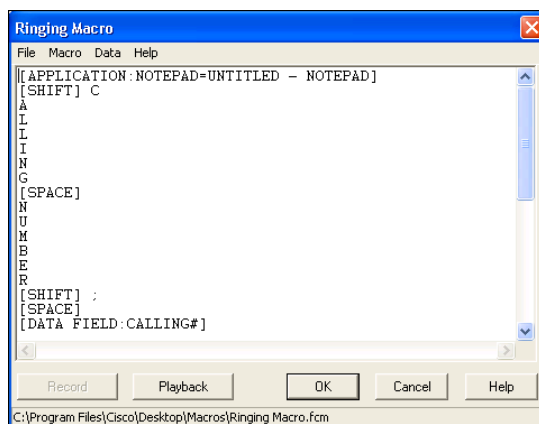 Ringing Macro
File Macro Data Help
[APPLICATION:NOTEPAD=UNTITLED – NOTEPAD]
[SHIFT] C
A
L
L
I
N
G
[SPACE]
N
U
M
B
E
R
[SHIFT] ;
[SPACE]
[DATA FIELD:CALLING#]
Record Playback OK Cancel Help
C:\Program Files\Cisco\Desktop\Macros\Ringing Macro.fcm